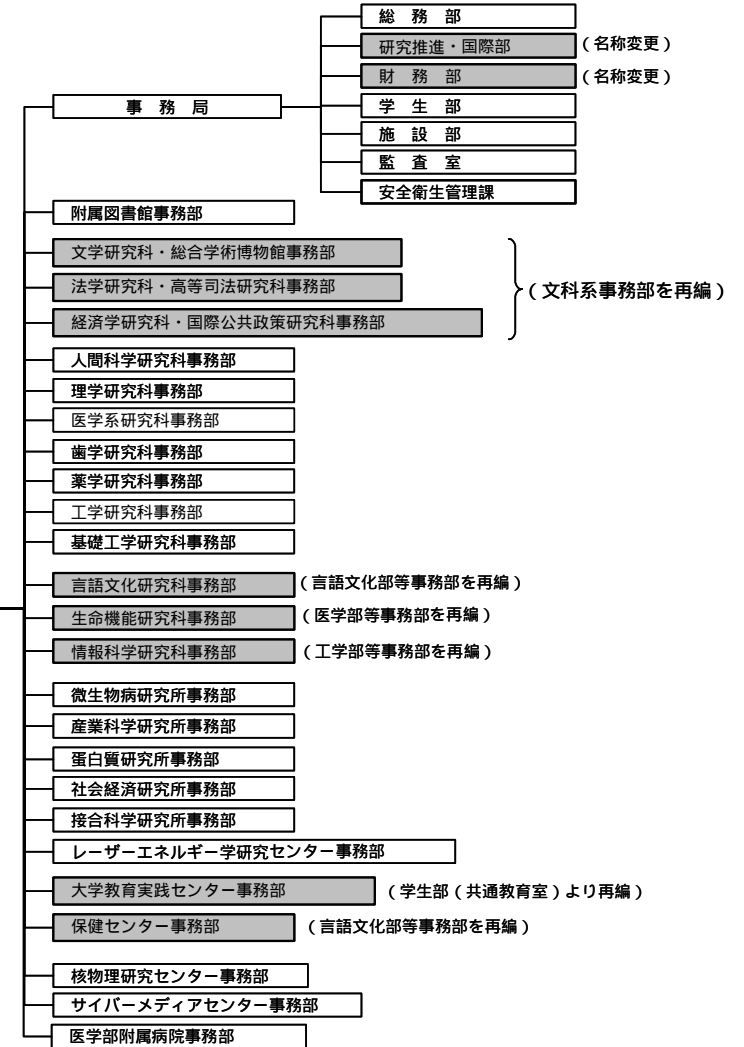 総 務 部
研究推進・国際部 （名称変更）
財 務 部 （名称変更）
事 務 局
学 生 部
施 設 部
監 査 室
安全衛生管理課
附属図書館事務部
文学研究科・総合学術博物館事務部
法学研究科・高等司法研究科事務部
（文科系事務部を再編）
経済学研究科・国際公共政策研究科事務部
人間科学研究科事務部
理学研究科事務部
医学系研究科事務部
歯学研究科事務部
薬学研究科事務部
工学研究科事務部
基礎工学研究科事務部
言語文化研究科事務部 （言語文化部等事務部を再編）
生命機能研究科事務部 （医学部等事務部を再編）
情報科学研究科事務部 （工学部等事務部を再編）
微生物病研究所事務部
産業科学研究所事務部
蛋白質研究所事務部
社会経済研究所事務部
接合科学研究所事務部
レーザーエネルギー学研究センター事務部
大学教育実践センター事務部 （学生部（共通教育室）より再編）
保健センター事務部 （言語文化部等事務部を再編）
核物理研究センター事務部
サイバーメディアセンター事務部
医学部附属病院事務部